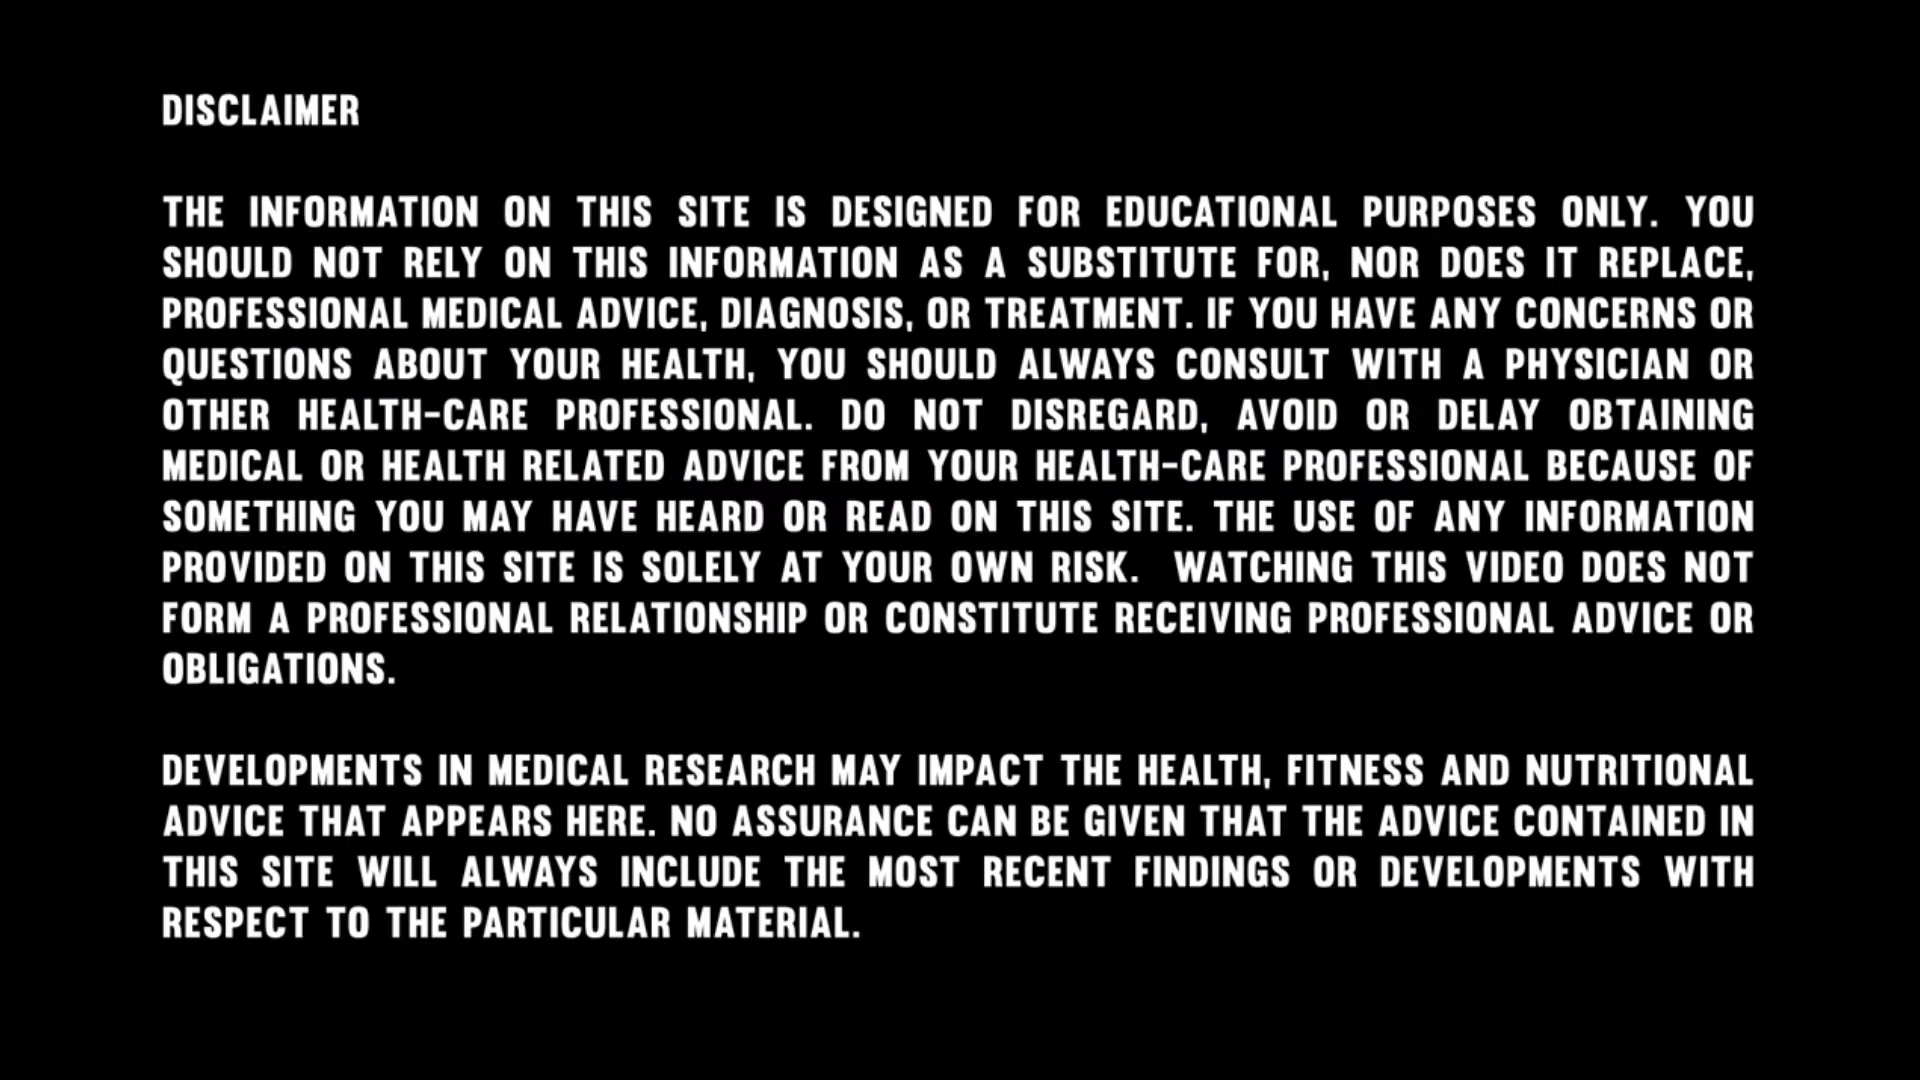 DISCLAIMER
THE INFORMATION ON THIS SITE IS DESIGNED FOR EDUCATIONAL PURPOSES ONLY. YOU
SHOULD NOT RELY ON THIS INFORMATION AS A SUBSTITUTE FOR, NOR DOES IT REPLACE,
PROFESSIONAL MEDICAL ADVICE, DIAGNOSIS, OR TREATMENT. IF YOU HAVE ANY CONCERNS OR
QUESTIONS ABOUT YOUR HEALTH, YOU SHOULD ALWAYS CONSULT WITH A PHYSICIAN OR
OTHER HEALTH-CARE PROFESSIONAL. DO NOT DISREGARD, AVOID OR DELAY OBTAINING
MEDICAL OR HEALTH RELATED ADVICE FROM YOUR HEALTH-CARE PROFESSIONAL BECAUSE OF
SOMETHING YOU MAY HAVE HEARD OR READ ON THIS SITE. THE USE OF ANY INFORMATION
PROVIDED ON THIS SITE IS SOLELY AT YOUR OWN RISK. WATCHING THIS VIDEO DOES NOT
FORM A PROFESSIONAL RELATIONSHIP OR CONSTITUTE RECEIVING PROFESSIONAL ADVICE OR
OBLIGATIONS.
DEVELOPMENTS IN MEDICAL RESEARCH MAY IMPACT THE HEALTH, FITNESS AND NUTRITIONAL
ADVICE THAT APPEARS HERE. NO ASSURANCE CAN BE GIVEN THAT THE ADVICE CONTAINED IN
THIS SITE WILL ALWAYS INCLUDE THE MOST RECENT FINDINGS OR DEVELOPMENTS WITH
RESPECT TO THE PARTICULAR MATERIAL.